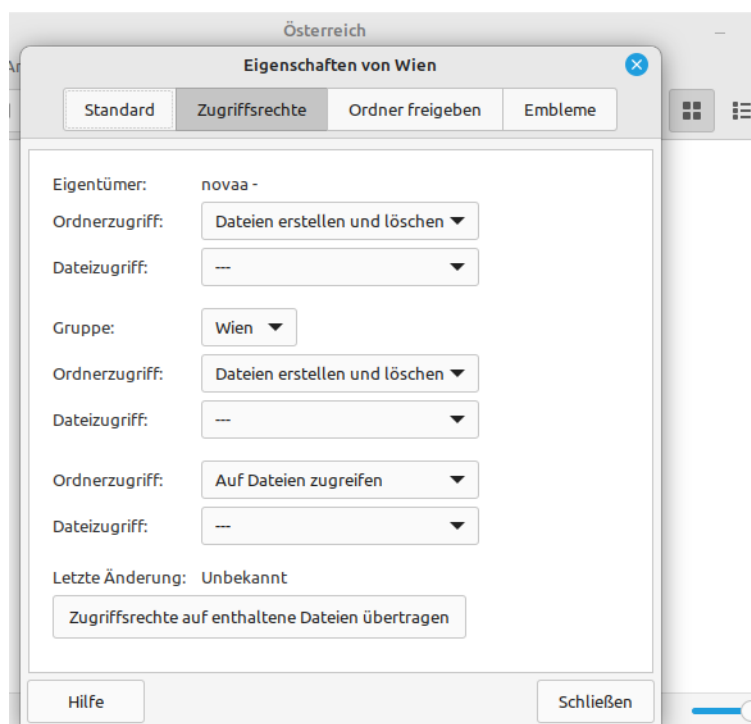 Österreich
Eigenschaften von Wien
Standard Zugriffsrechte Ordner freigeben Embleme
Eigentümer: novaa -
Ordnerzugriff: Dateien erstellen und löschen
Dateizugriff: ---
Gruppe: Wien
Ordnerzugriff: Dateien erstellen und löschen
Dateizugriff: ---
Ordnerzugriff: Auf Dateien zugreifen
Dateizugriff: ---
Letzte Änderung: Unbekannt
Zugriffsrechte auf enthaltene Dateien übertragen
Hilfe Schließen